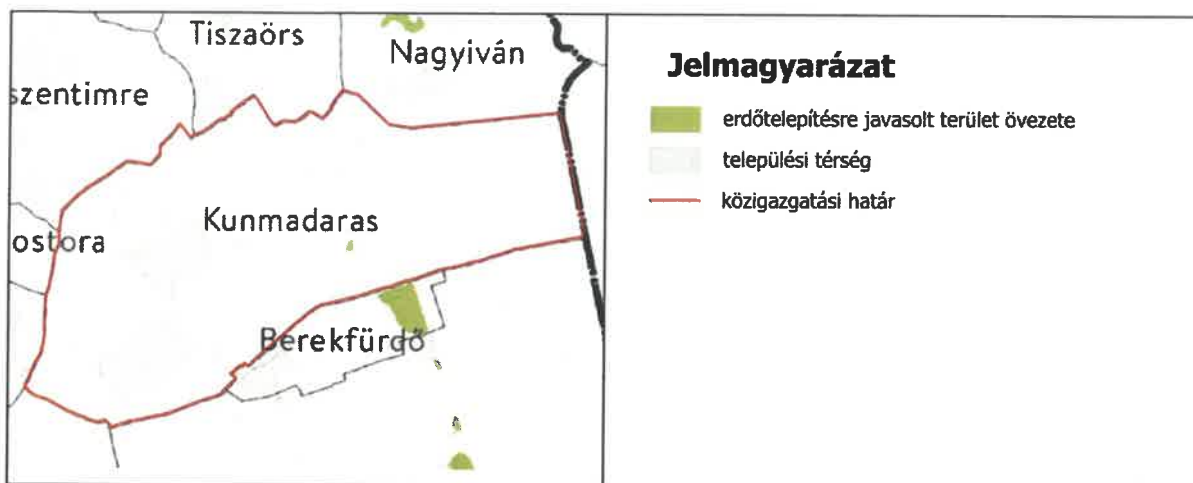 Tiszaörs
Nagyiván
szentimre
Kunmadaras
ostora
Berekfürdő
Jelmagyarázat
erdőtelepítésre javasolt terület övezete
települési térség
közigazgatási határ